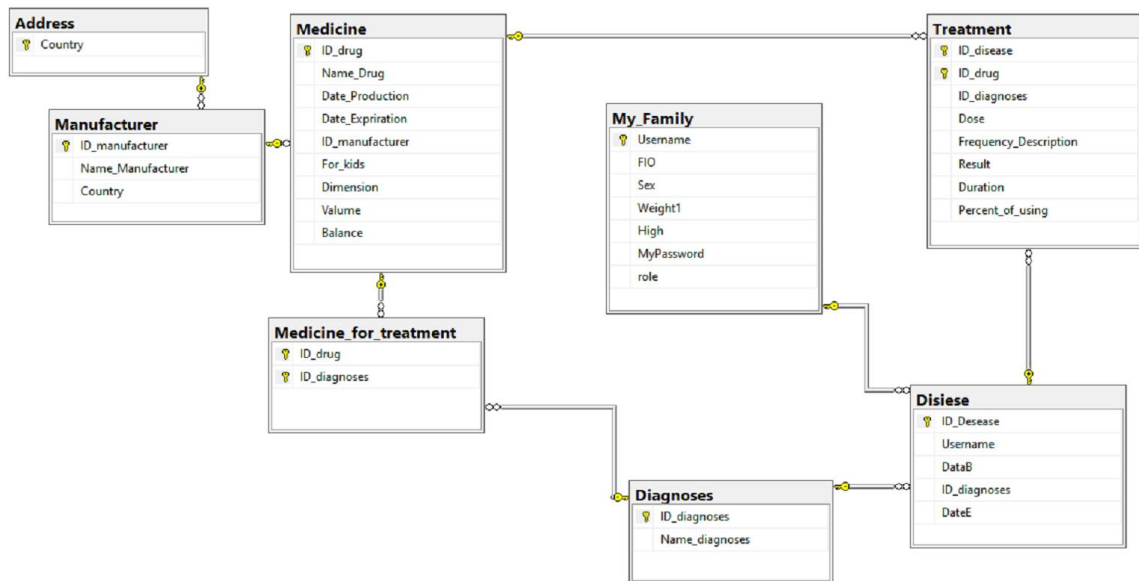 Address
Country
Manufacturer
ID_manufacturer
Name_Manufacturer
Country
Medicine
ID_drug
Name_Drug
Date_Production
Date_Expriration
ID_manufacturer
For_kids
Dimension
Valume
Balance
Medicine_for_treatment
ID_drug
ID_diagnoses
My_Family
Username
FIO
Sex
Weight1
High
MyPassword
role
Diagnoses
ID_diagnoses
Name_diagnoses
Treatment
ID_disease
ID_drug
ID_diagnoses
Dose
Frequency_Description
Result
Duration
Percent_of_using
Disiese
ID_Desease
Username
DataB
ID_diagnoses
DateE